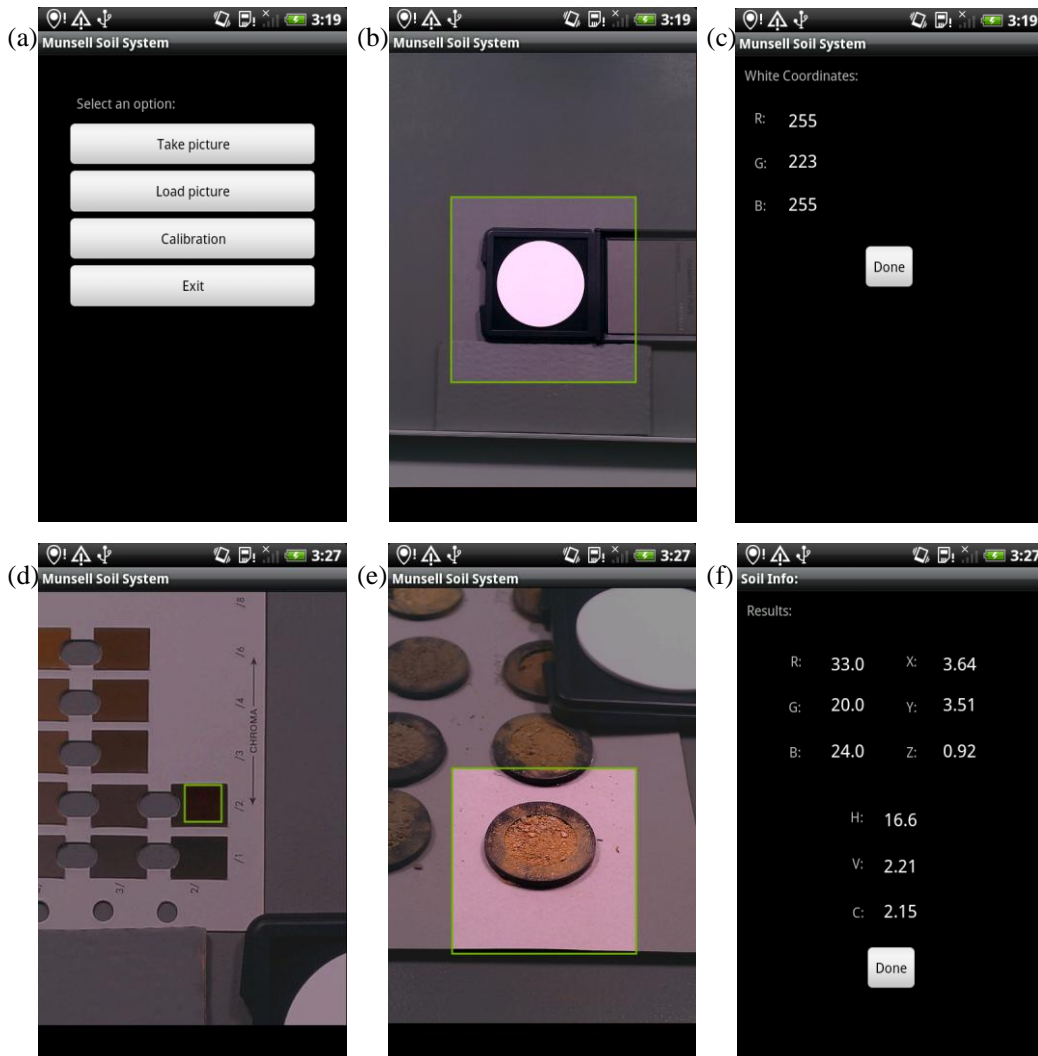 (a)
3:19
Munsell Soil System
Select an option:
Take picture
Load picture
Calibration
Exit
(b)
3:19
Munsell Soil System
(c)
3:19
Munsell Soil System
White Coordinates:
R: 255
G: 223
B: 255
Done
(d)
3:27
Munsell Soil System
/8
/6
/4
/3
/2
/1
CHROMA
3/
2/
(e)
3:27
Munsell Soil System
(f)
3:27
Soil Info:
Results:
R: 33.0 X: 3.64
G: 20.0 Y: 3.51
B: 24.0 Z: 0.92
H: 16.6
V: 2.21
C: 2.15
Done